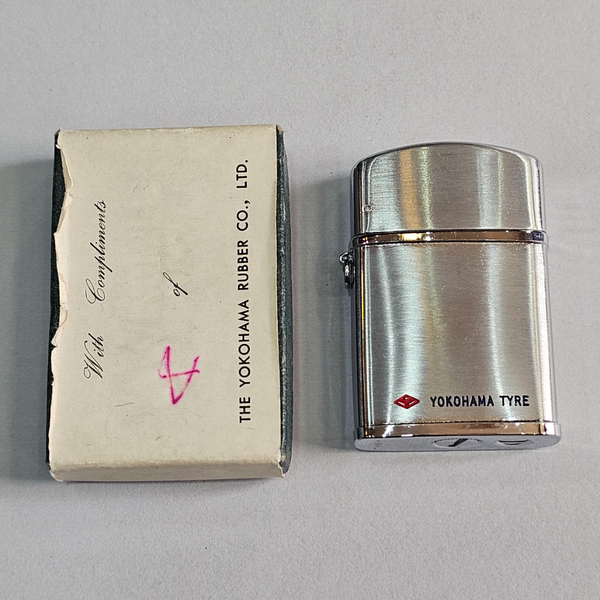 With Compliments
of
THE YOKOHAMA RUBBER CO., LTD.
YOKOHAMA TYRE